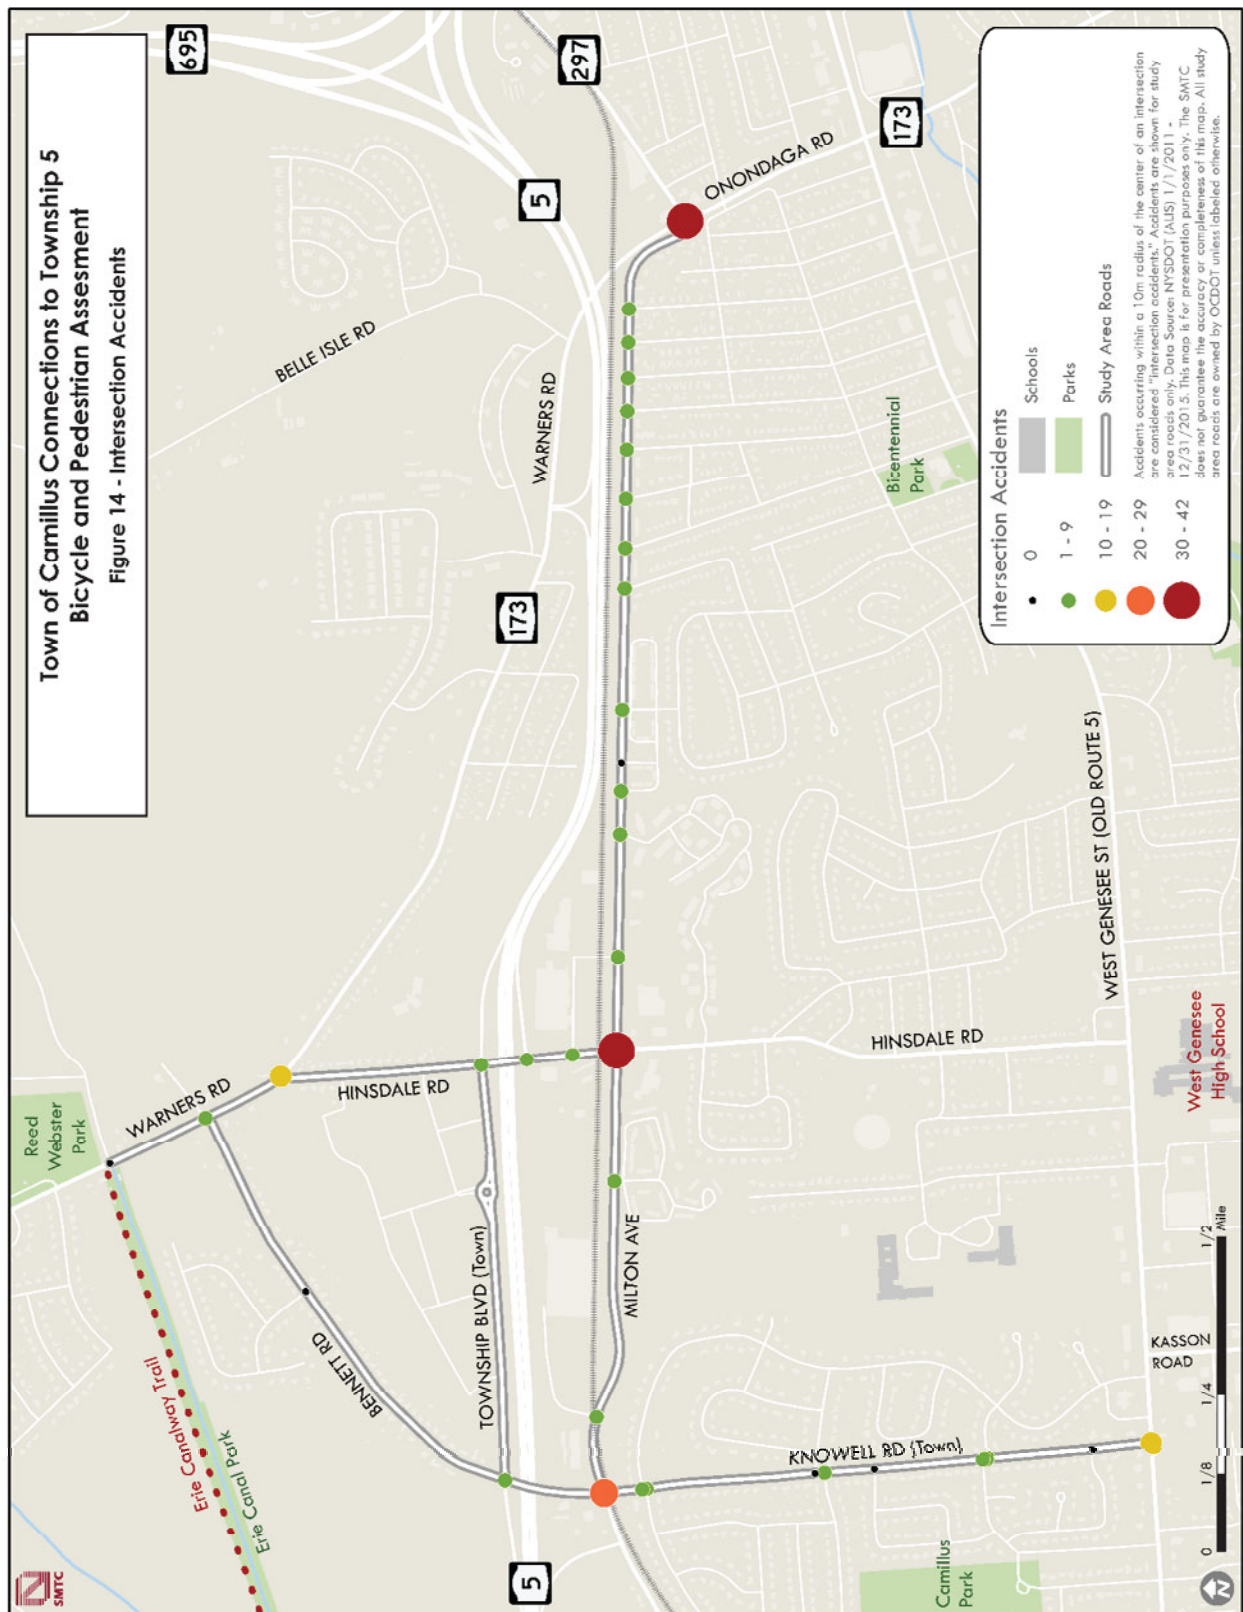 Town of Camillus Connections to Township 5
Bicycle and Pedestrian Assesment
Figure 14 - Intersection Accidents
695
297
5
173
ONONDAGA RD
BELLE ISLE RD
WARNERS RD
173
Bicentennial
Park
Reed
Webster
Park
WARNERS RD
HINSDALE RD
HINSDALE RD
WEST GENESEE ST (OLD ROUTE 5)
West Genesee
High School
TOWNSHIP BLVD (Town)
MILTON AVE
BENNETT RD
Erie Canalway Trail
Erie Canal Park
KNOWELL RD (Town)
KASSON
ROAD
Camillus
Park
5
SMTC
N
0
1/8
1/4
1/2
Mile
Intersection Accidents
0
1 - 9
10 - 19
20 - 29
30 - 42
Schools
Parks
Study Area Roads
Accidents occurring within a 10m radius of the center of an intersection
are considered "intersection accidents." Accidents are shown for study
area roads only. Data Source: NYSDOT (ALIS) 1/1/2011 -
12/31/2015. This map is for presentation purposes only. The SMTC
does not guarantee the accuracy or completeness of this map. All study
area roads are owned by OCDOT unless labeled otherwise.